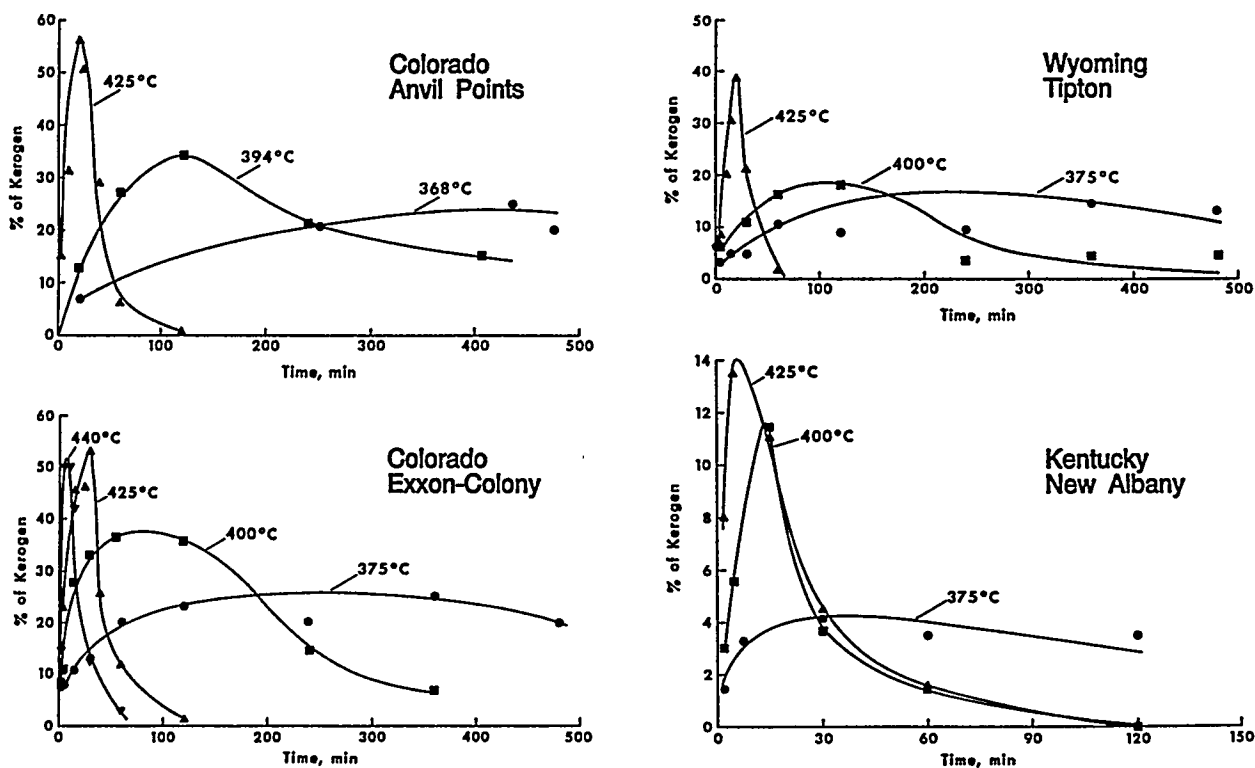 60
50
40
30
20
10
0
% of Kerogen
425°C
394°C
368°C
Colorado
Anvil Points
0 100 200 300 400 500
Time, min
50
40
30
20
10
0
% of Kerogen
425°C
400°C
375°C
Wyoming
Tipton
0 100 200 300 400 500
Time, min
60
50
40
30
20
10
0
% of Kerogen
440°C
425°C
400°C
375°C
Colorado
Exxon-Colony
0 100 200 300 400 500
Time, min
14
12
10
8
6
4
2
0
% of Kerogen
425°C
400°C
375°C
Kentucky
New Albany
0 30 60 90 120 150
Time, min